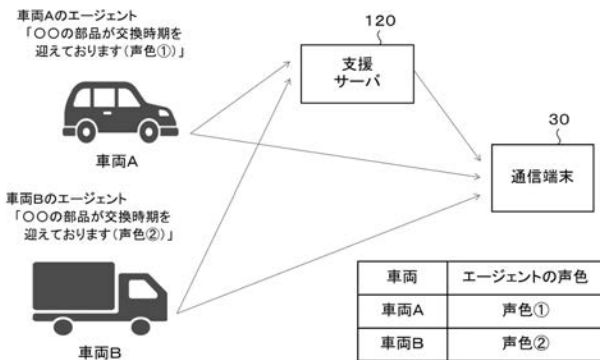 車両Aのエージェント
「〇〇の部品が交換時期を
迎えております(声色①)」
車両A
120
支援
サーバ
30
通信端末
車両Bのエージェント
「〇〇の部品が交換時期を
迎えております(声色②)」
車両B
車両 エージェントの声色
車両A 声色①
車両B 声色②